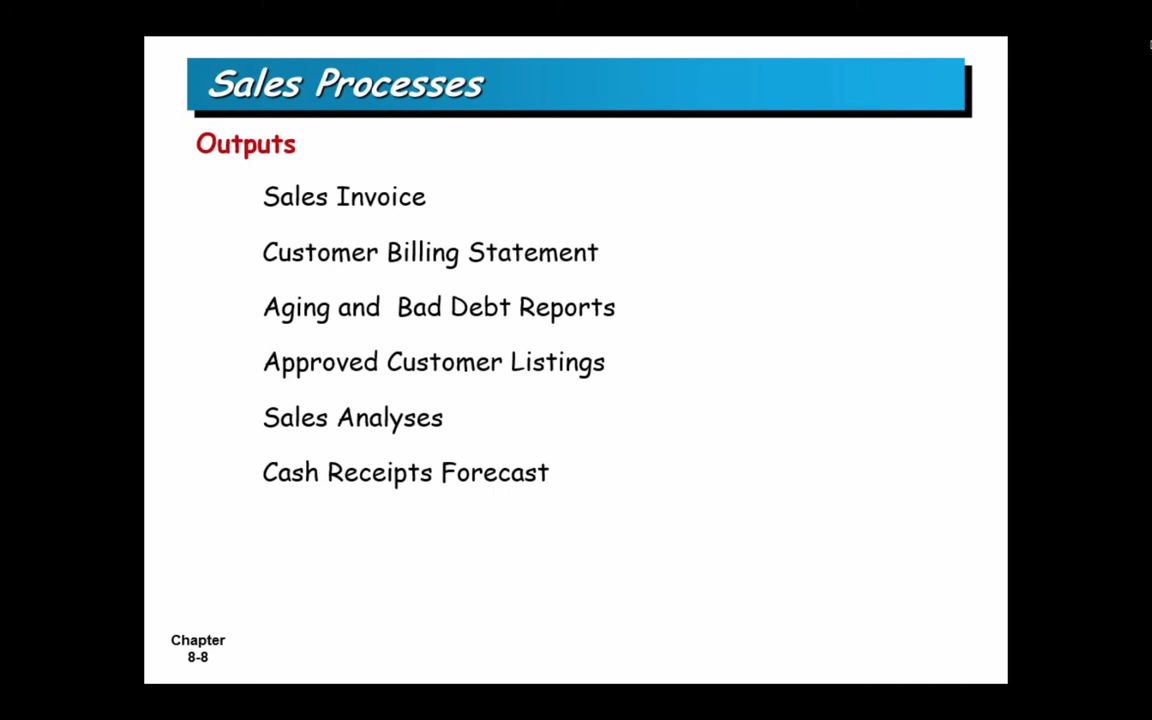 Sales Processes
Outputs
Sales Invoice
Customer Billing Statement
Aging and  Bad Debt Reports
Approved Customer Listings
Sales Analyses
Cash Receipts Forecast
Chapter
8-8